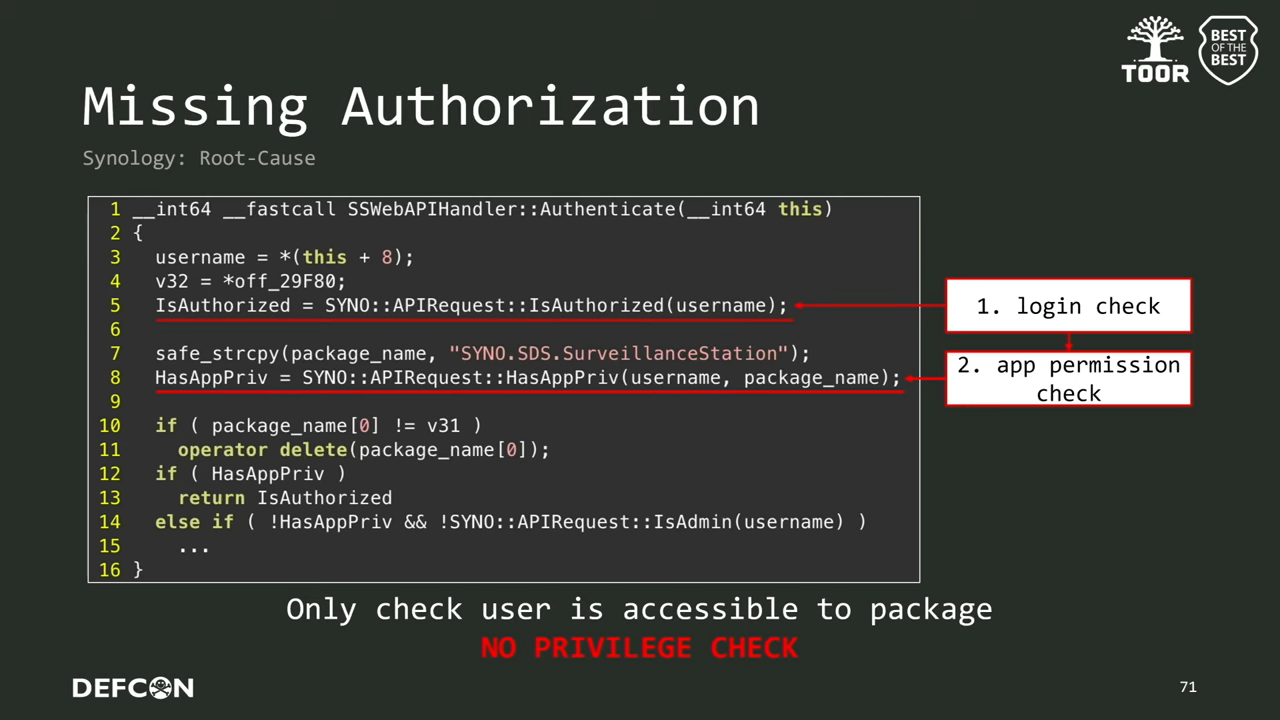 TOOR
BEST
OF THE
BEST
Missing Authorization
Synology: Root-Cause
1 __int64 __fastcall SSWebAPIHandler::Authenticate(__int64 this)
2 {
3 username = *(this + 8);
4 v32 = *off_29F80;
5 IsAuthorized = SYNO::APIRequest::IsAuthorized(username);
6
7 safe_strcpy(package_name, "SYNO.SDS.SurveillanceStation");
8 HasAppPriv = SYNO::APIRequest::HasAppPriv(username, package_name);
9
10 if ( package_name[0] != v31 )
11 operator delete(package_name[0]);
12 if ( HasAppPriv )
13 return IsAuthorized
14 else if ( !HasAppPriv && !SYNO::APIRequest::IsAdmin(username) )
15 ...
16 }
1. login check
2. app permission
check
Only check user is accessible to package
NO PRIVILEGE CHECK
DEFCON
71